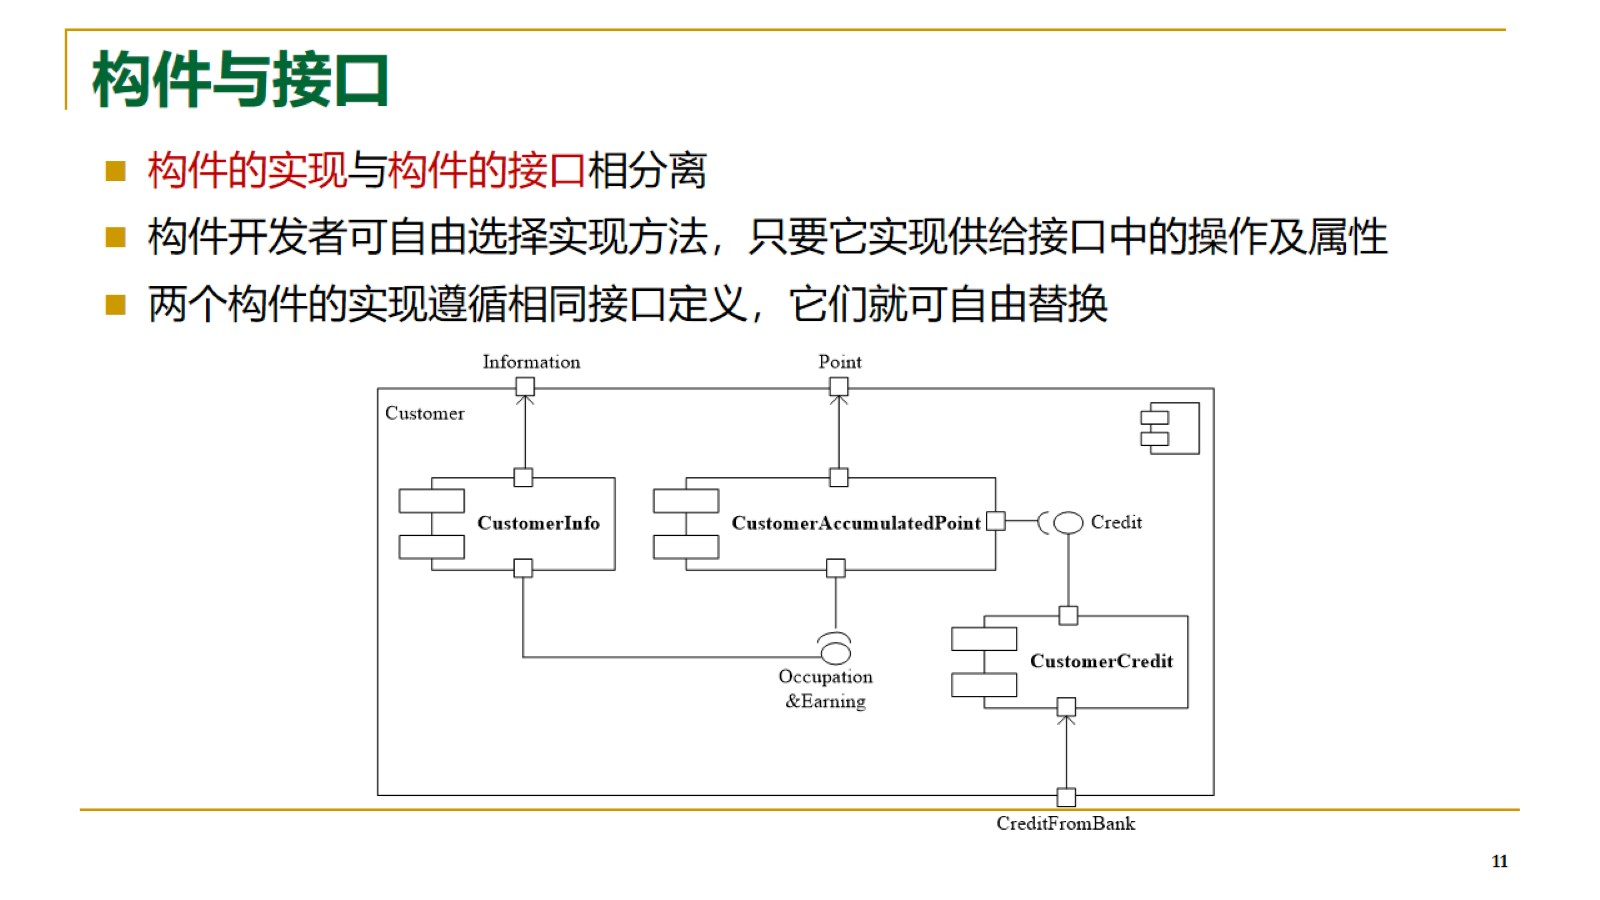 构件与接口
构件的实现与构件的接口相分离
构件开发者可自由选择实现方法，只要它实现供给接口中的操作及属性
两个构件的实现遵循相同接口定义，它们就可自由替换
Information
Point
Customer
CustomerInfo
CustomerAccumulatedPoint
Credit
CustomerCredit
Occupation
&Earning
CreditFromBank
11